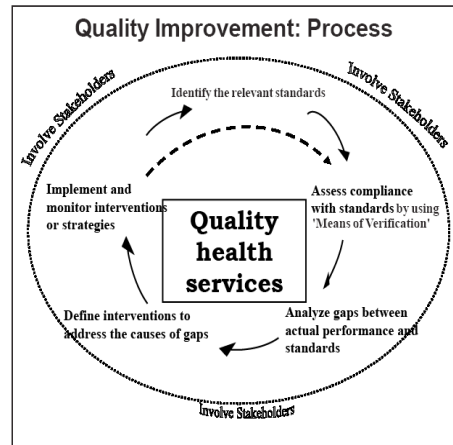 Quality Improvement: Process
Involve Stakeholders
Involve Stakeholders
Identify the relevant standards
Implement and
monitor interventions
or strategies
Assess compliance
with standards by using
'Means of Verification'
Quality
health
services
Define interventions to
address the causes of gaps
Analyze gaps between
actual performance and
standards
Involve Stakeholders